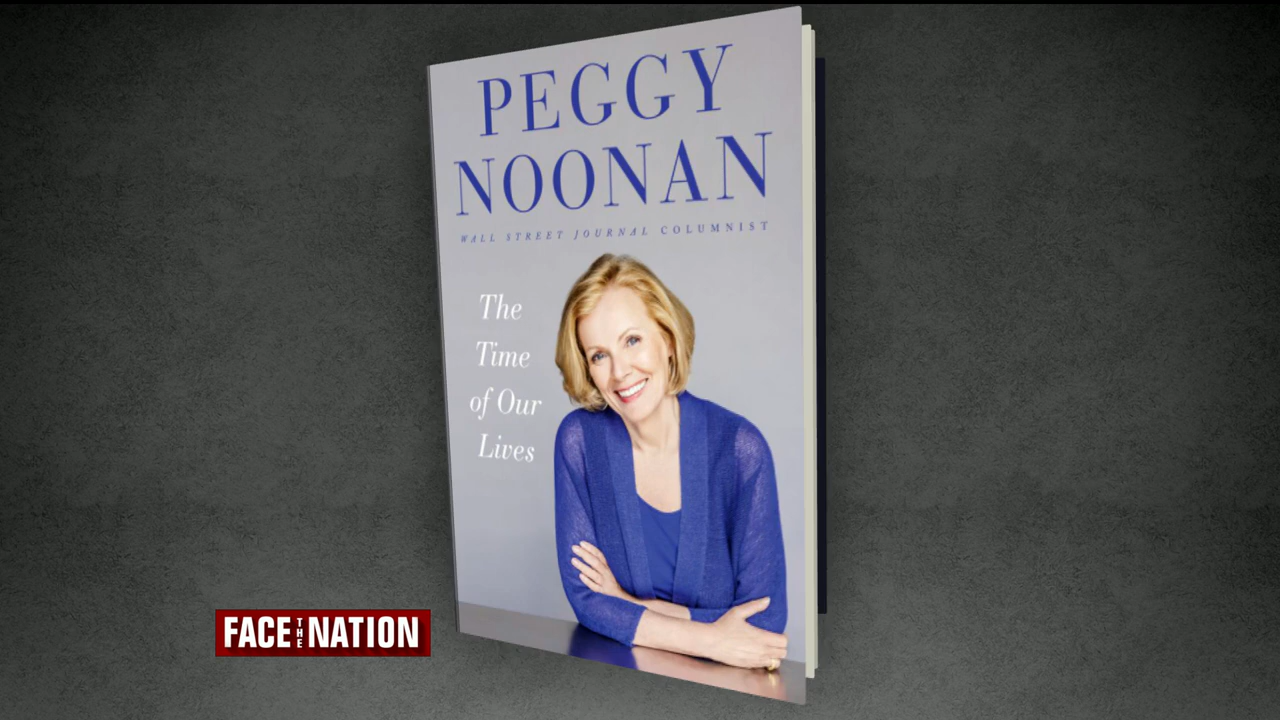 PEGGY
NOONAN
WALL STREET JOURNAL COLUMNIST
The
Time
of Our
Lives
FACE THE NATION